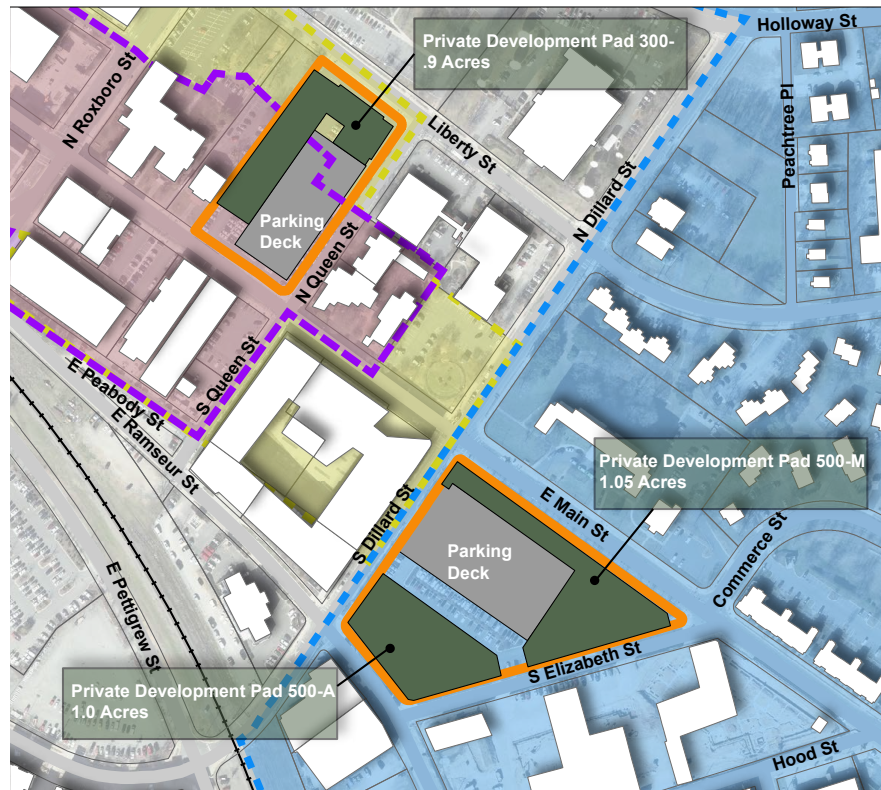 Holloway St
Private Development Pad 300-
.9 Acres
N Roxboro St
Peachtree Pl
Liberty St
N Dillard St
Parking
Deck
N Queen St
S Queen St
E Peabody St
E Ramseur St
Private Development Pad 500-M
1.05 Acres
E Main St
S Dillard St
Parking
Deck
Commerce St
E Pettigrew St
S Elizabeth St
Private Development Pad 500-A
1.0 Acres
Hood St